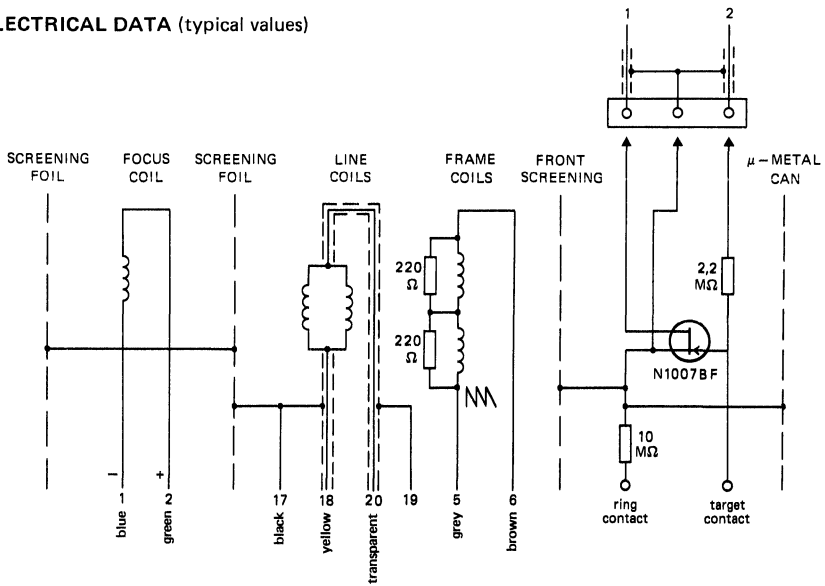 LECTRICAL DATA (typical values)
1
2
SCREENING
FOIL
FOCUS
COIL
SCREENING
FOIL
LINE
COILS
FRAME
COILS
FRONT
SCREENING
μ-METAL
CAN
220
Ω
220
Ω
2,2
MΩ
N1007BF
10
MΩ
− +
1
blue
2
green
17
black
18
yellow
20
transparent
19
5
grey
6
brown
ring
contact
target
contact